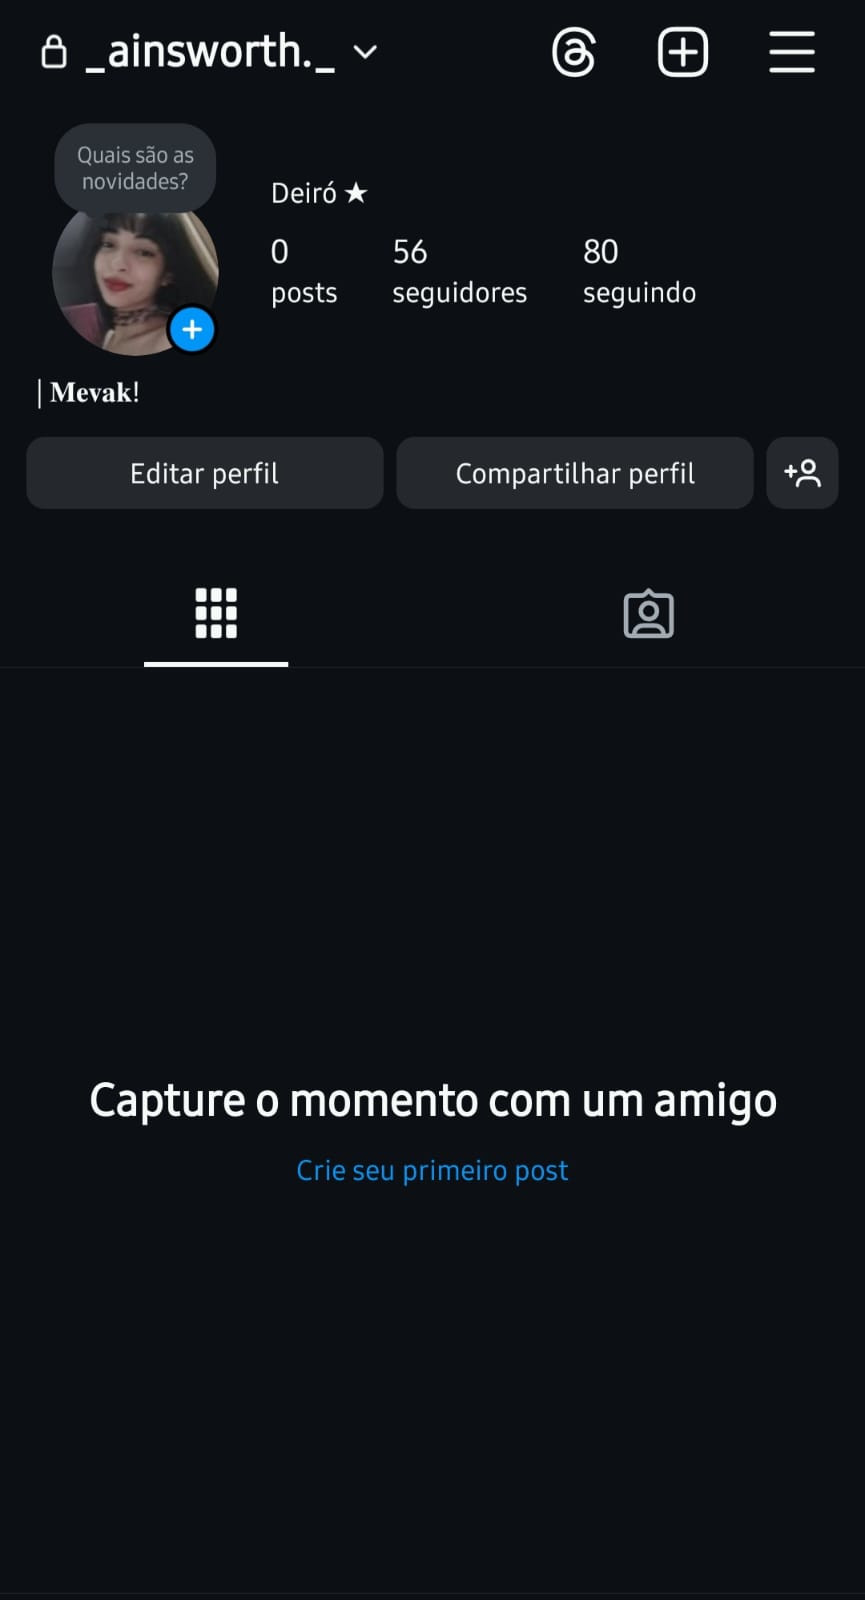 _ainsworth._
Quais são as
novidades?
Deiró ★
0 56 80
posts seguidores seguindo
| Mevak!
Editar perfil Compartilhar perfil
Capture o momento com um amigo
Crie seu primeiro post